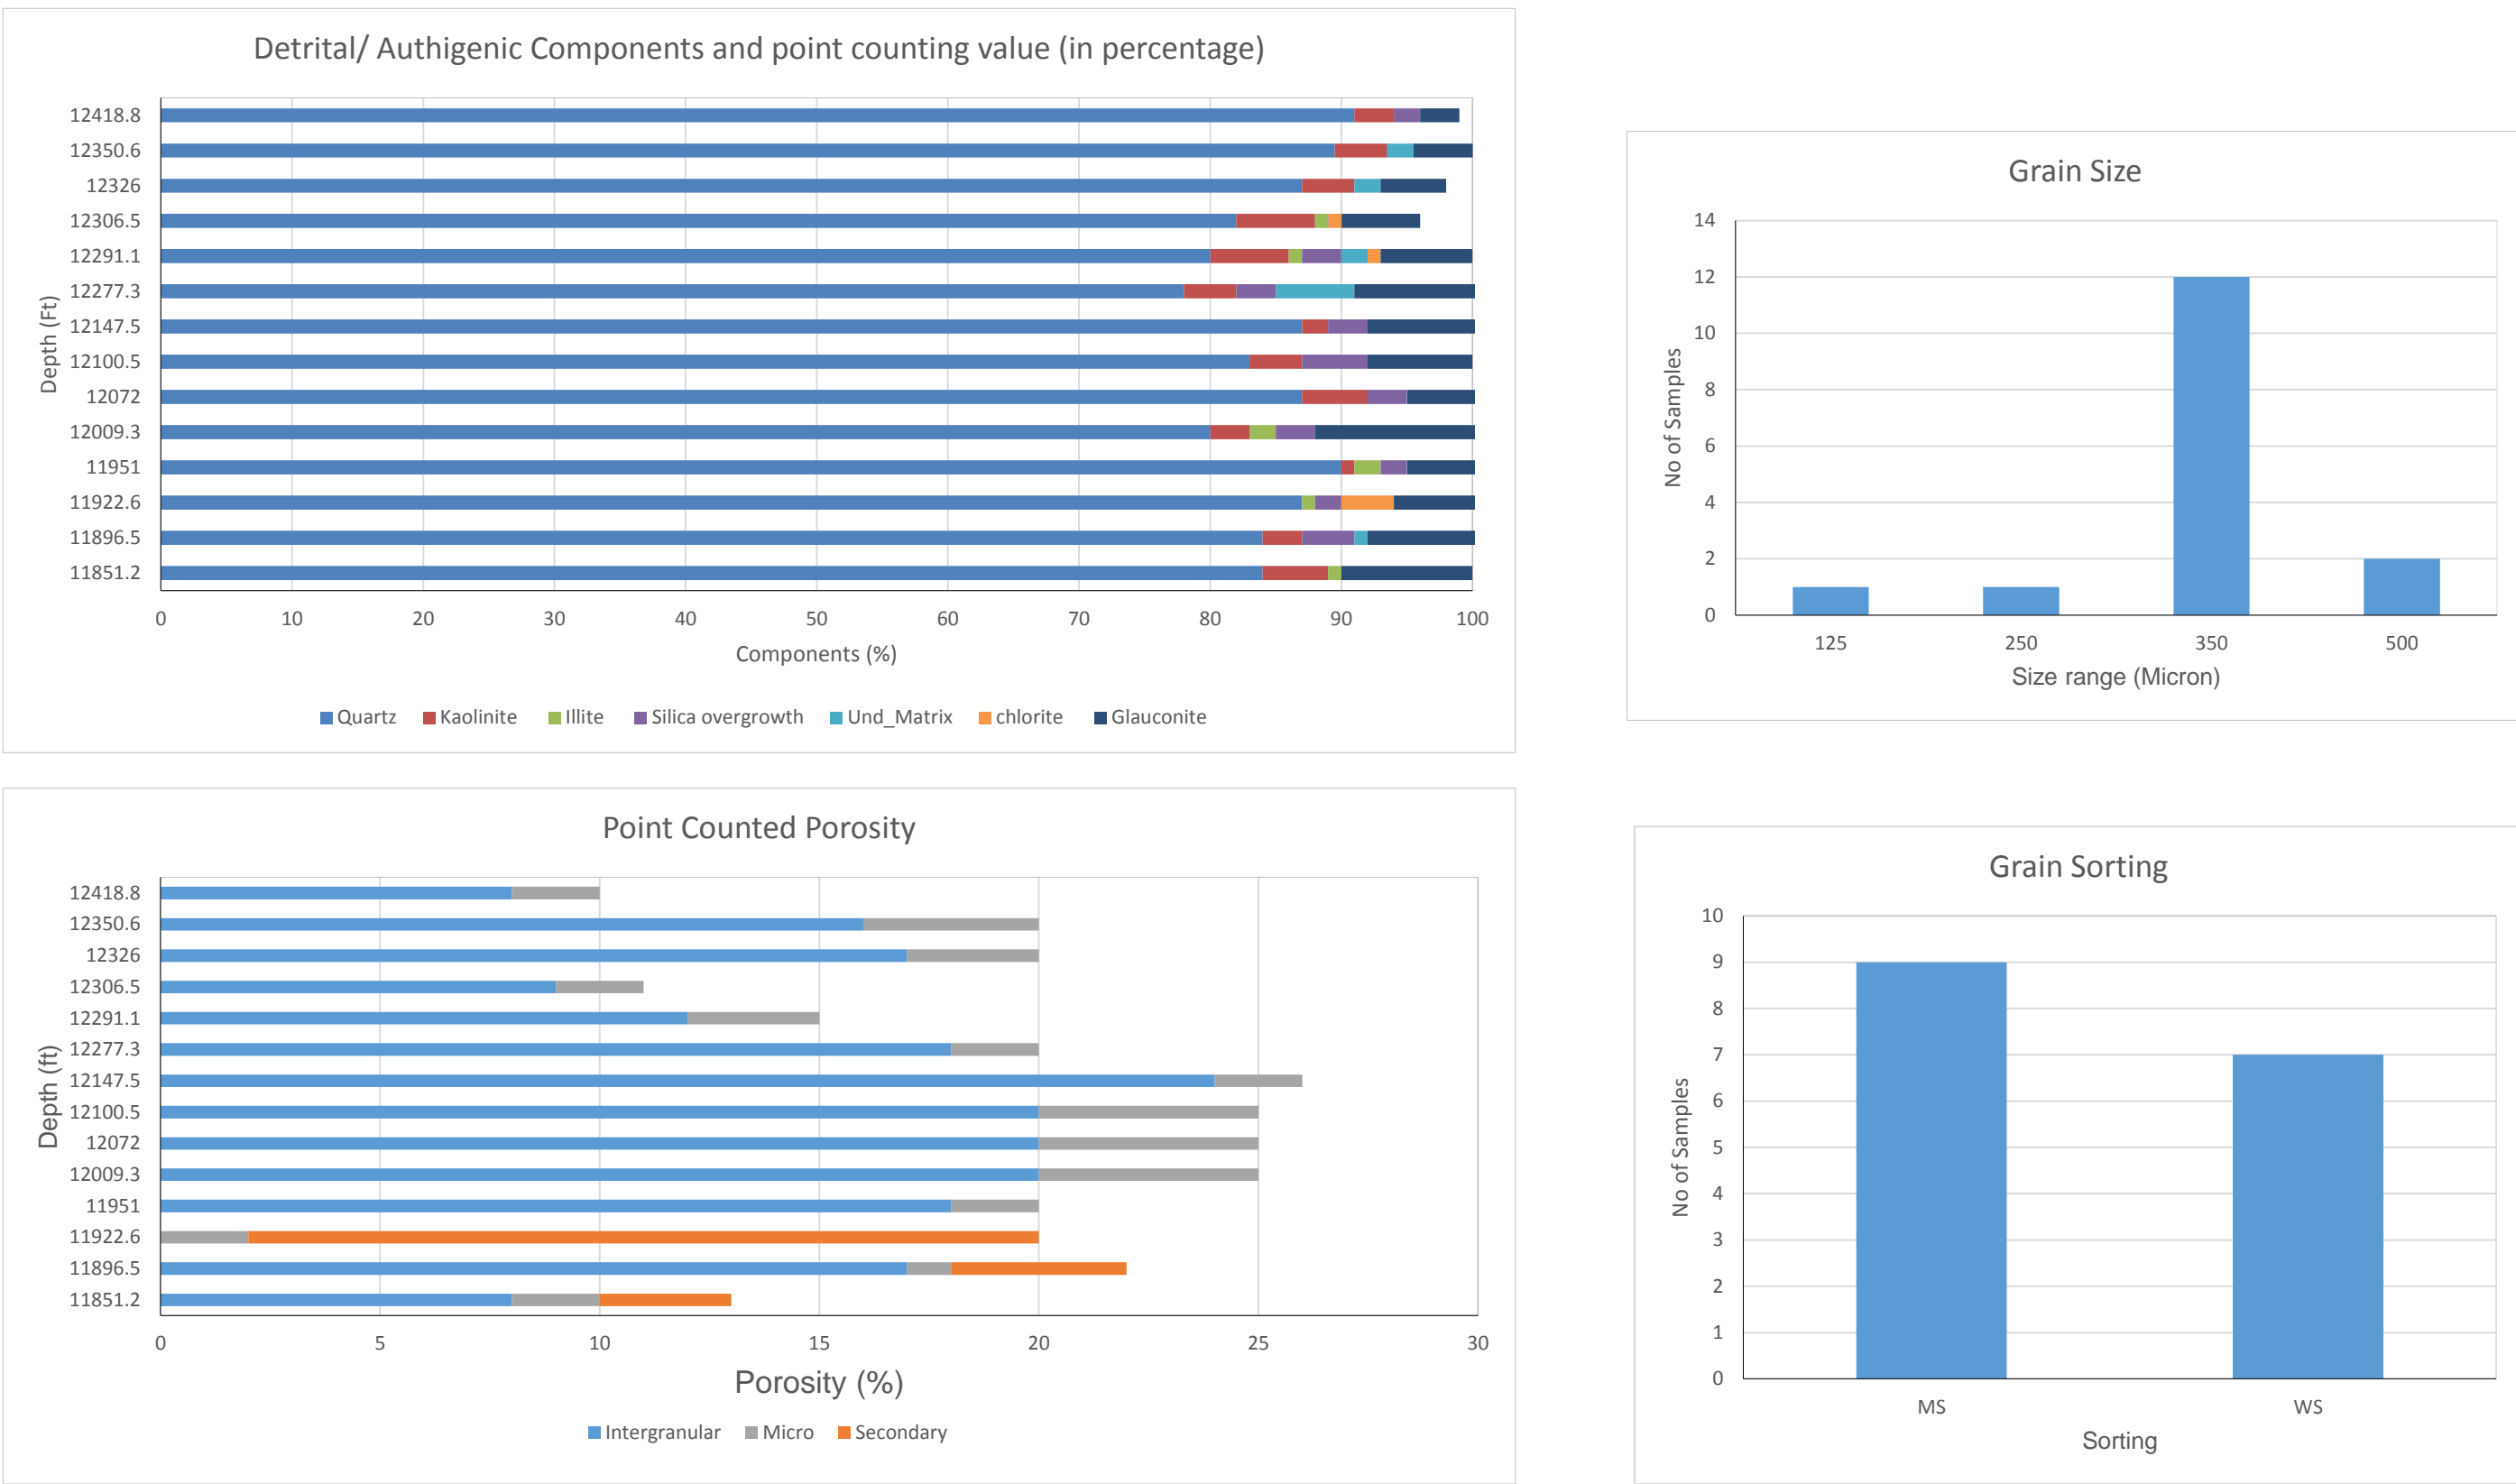 Detrital/ Authigenic Components and point counting value (in percentage)
Depth (Ft)
12418.8
12350.6
12326
12306.5
12291.1
12277.3
12147.5
12100.5
12072
12009.3
11951
11922.6
11896.5
11851.2
0 10 20 30 40 50 60 70 80 90 100
Components (%)
Quartz Kaolinite Illite Silica overgrowth Und_Matrix chlorite Glauconite
Grain Size
No of Samples
14
12
10
8
6
4
2
0
125 250 350 500
Size range (Micron)
Point Counted Porosity
Depth (ft)
12418.8
12350.6
12326
12306.5
12291.1
12277.3
12147.5
12100.5
12072
12009.3
11951
11922.6
11896.5
11851.2
0 5 10 15 20 25 30
Porosity (%)
Intergranular Micro Secondary
Grain Sorting
No of Samples
10
9
8
7
6
5
4
3
2
1
0
MS WS
Sorting